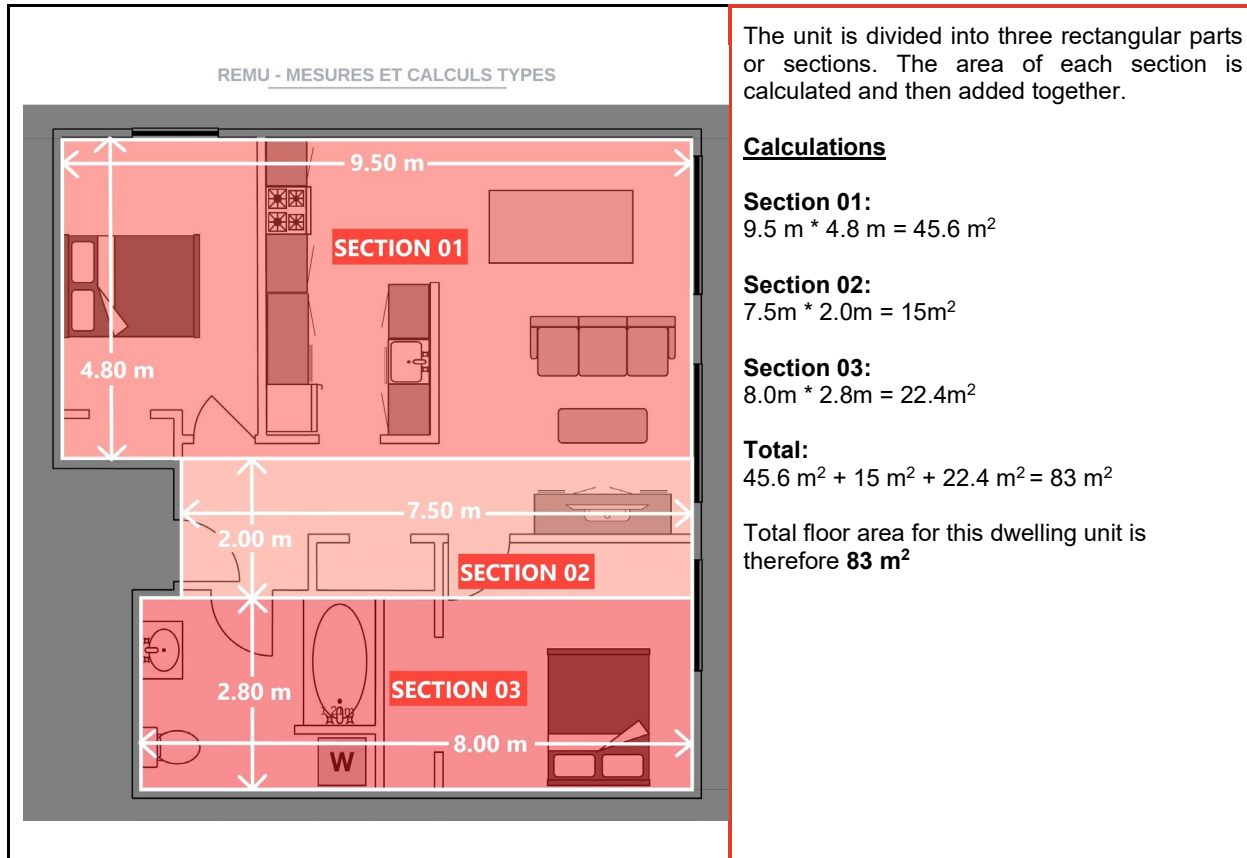 REMU - MESURES ET CALCULS TYPES
9.50 m
SECTION 01
4.80 m
7.50 m
2.00 m
SECTION 02
2.80 m
SECTION 03
8.00 m
W
The unit is divided into three rectangular parts
or sections. The area of each section is
calculated and then added together.
Calculations
Section 01:
9.5 m * 4.8 m = 45.6 m²
Section 02:
7.5m * 2.0m = 15m²
Section 03:
8.0m * 2.8m = 22.4m²
Total:
45.6 m² + 15 m² + 22.4 m² = 83 m²
Total floor area for this dwelling unit is
therefore 83 m²